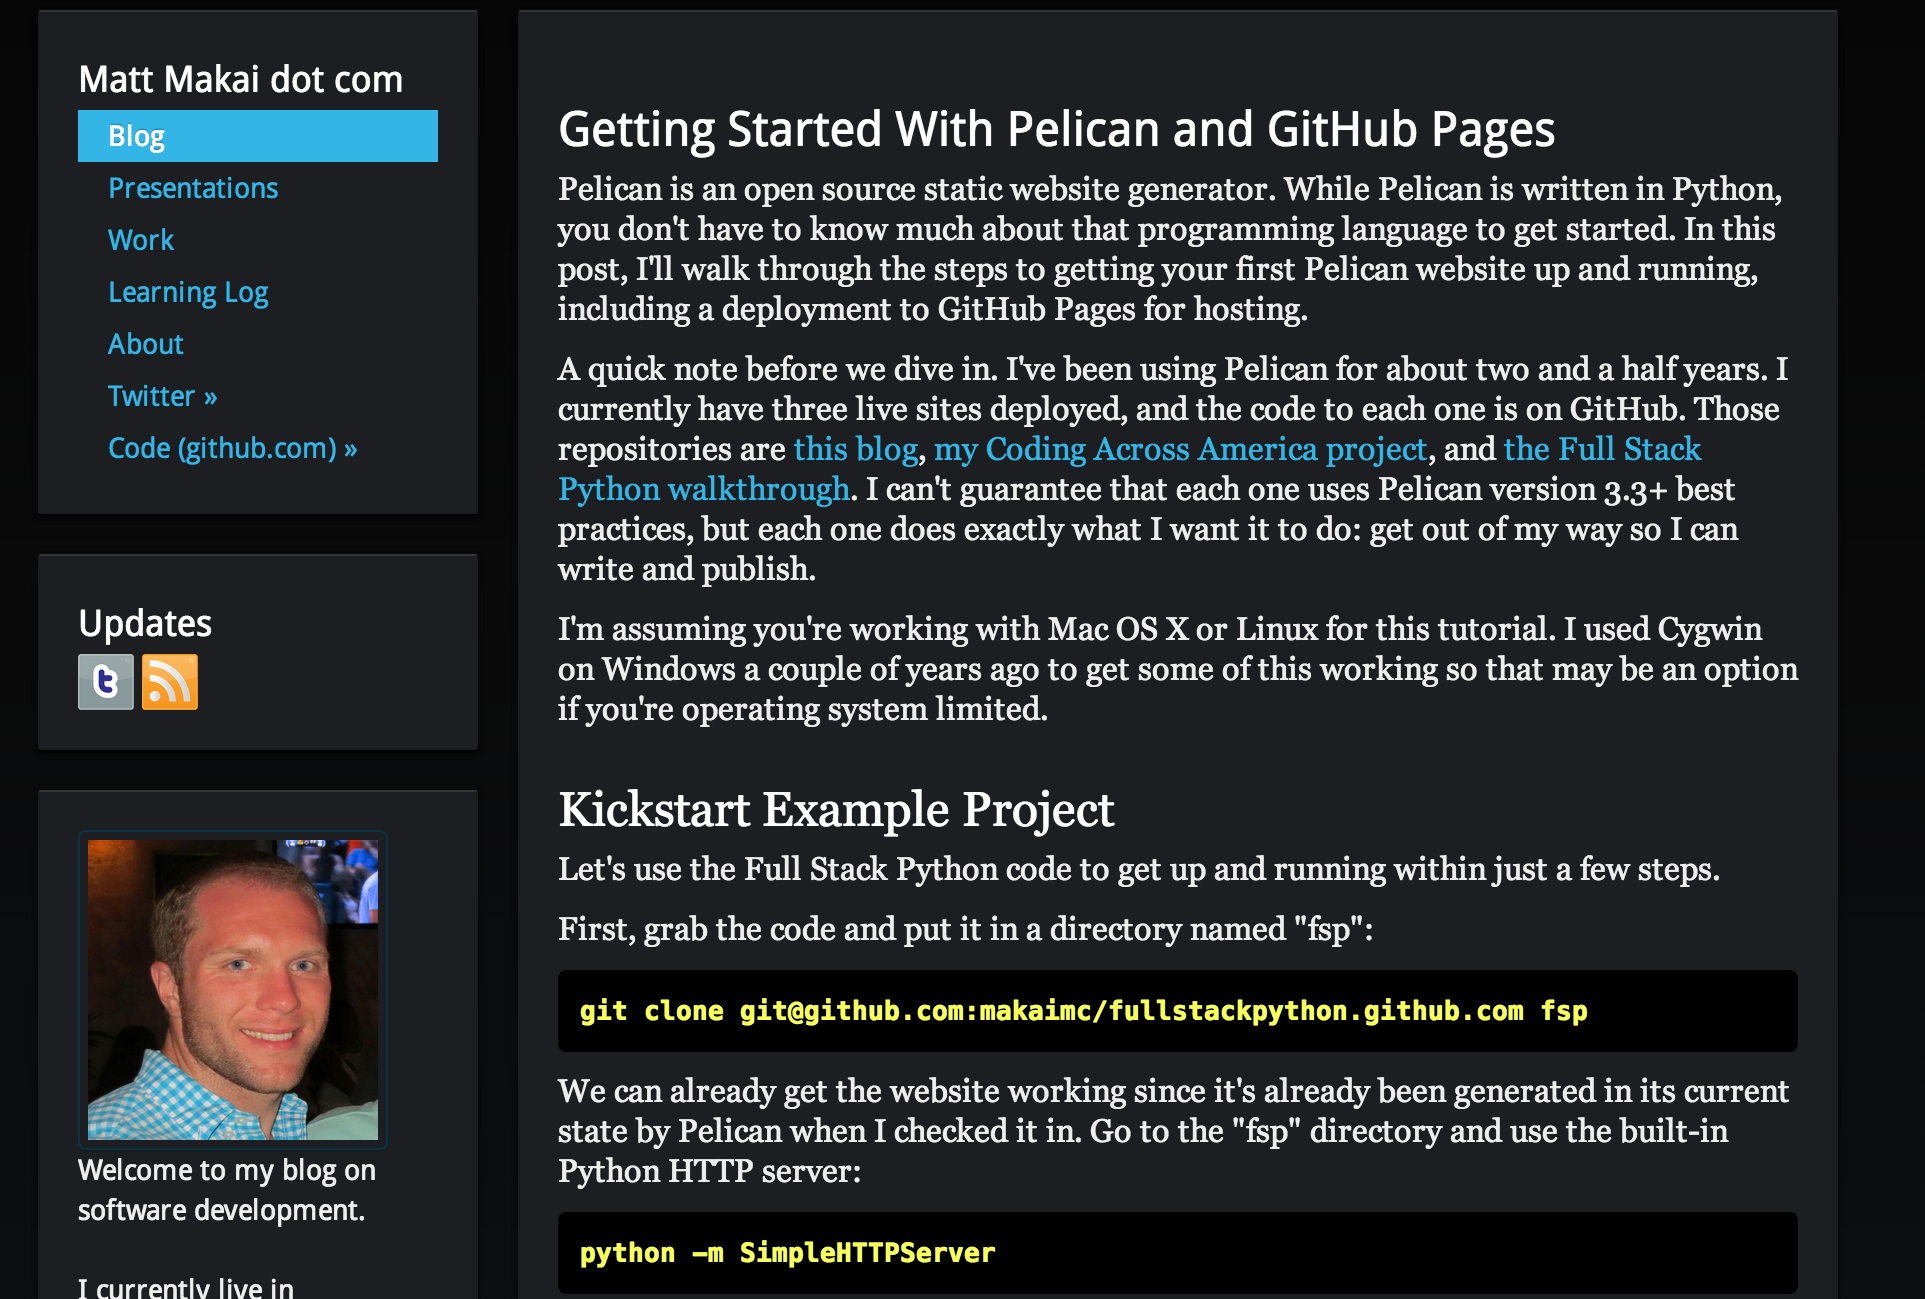 Matt Makai dot com
Blog
Presentations
Work
Learning Log
About
Twitter »
Code (github.com) »
Updates
t
Welcome to my blog on
software development.
I currently live in
Getting Started With Pelican and GitHub Pages
Pelican is an open source static website generator. While Pelican is written in Python,
you don't have to know much about that programming language to get started. In this
post, I'll walk through the steps to getting your first Pelican website up and running,
including a deployment to GitHub Pages for hosting.
A quick note before we dive in. I've been using Pelican for about two and a half years. I
currently have three live sites deployed, and the code to each one is on GitHub. Those
repositories are this blog, my Coding Across America project, and the Full Stack
Python walkthrough. I can't guarantee that each one uses Pelican version 3.3+ best
practices, but each one does exactly what I want it to do: get out of my way so I can
write and publish.
I'm assuming you're working with Mac OS X or Linux for this tutorial. I used Cygwin
on Windows a couple of years ago to get some of this working so that may be an option
if you're operating system limited.
Kickstart Example Project
Let's use the Full Stack Python code to get up and running within just a few steps.
First, grab the code and put it in a directory named "fsp":
git clone git@github.com:makaimc/fullstackpython.github.com fsp
We can already get the website working since it's already been generated in its current
state by Pelican when I checked it in. Go to the "fsp" directory and use the built-in
Python HTTP server:
python -m SimpleHTTPServer